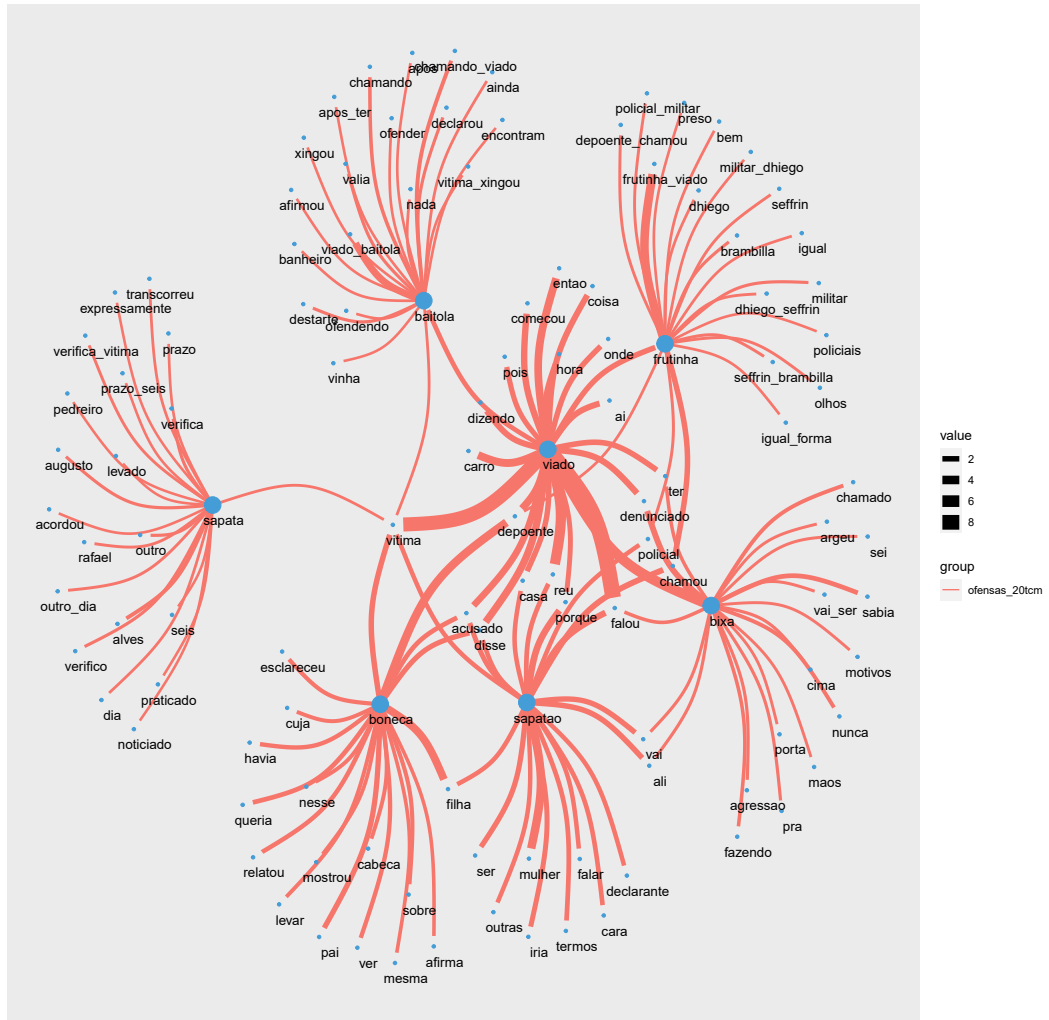 apos
chamando_viado
chamando
ainda
apos_ter
ofender
declarou
encontram
xingou
valia
vitima_xingou
afirmou
nada
viado_baitola
banheiro
destarte
ofendendo
baitola
vinha
policial_militar
preso
depoente_chamou
bem
frutinha_viado
militar_dhiego
dhiego
seffrin
brambilla
igual
militar
dhiego_seffrin
policiais
frutinha
seffrin_brambilla
olhos
igual_forma
entao
coisa
comecou
onde
hora
pois
ai
dizendo
carro
viado
transcorreu
expressamente
verifica_vitima
prazo
prazo_seis
pedreiro
verifica
augusto
levado
acordou
sapata
rafael
outro
outro_dia
alves
seis
verifico
praticado
dia
noticiado
vitima
depoente
ter
denunciado
policial
chamou
casa
reu
porque
falou
acusado
disse
chamado
argeu
sei
vai_ser
sabia
bixa
motivos
cima
nunca
porta
maos
agressao
pra
fazendo
esclareceu
cuja
boneca
havia
nesse
queria
filha
relatou
mostrou
cabeca
levar
sobre
pai
ver
mesma
afirma
sapatao
vai
ali
ser
mulher
falar
declarante
outras
iria
termos
cara
value
2
4
6
8
group
ofensas_20tcm